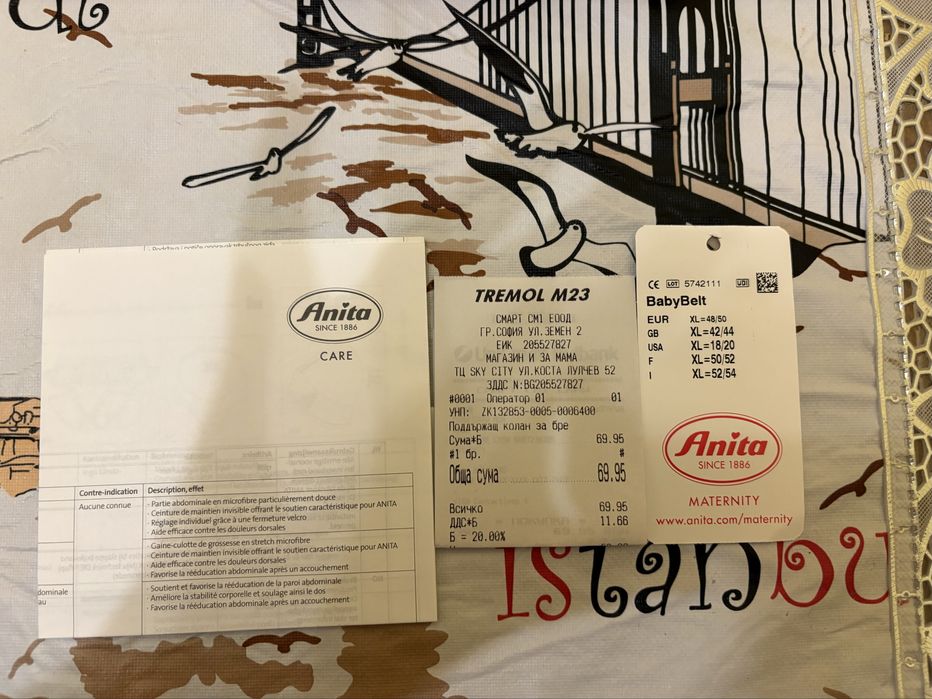 Anita
SINCE 1886
CARE
Contre-indication
Description, effet
Aucune connue
- Partie abdominale en microfibre particulièrement douce
- Ceinture de maintien invisible offrant le soutien caractéristique pour ANITA
- Réglage individuel grâce à une fermeture velcro
- Aide efficace contre les douleurs dorsales
- Gaine-culotte de grossesse en stretch microfibre
- Ceinture de maintien invisible offrant le soutien caractéristique pour ANITA
- Aide efficace contre les douleurs dorsales
- Favorise la rééducation abdominale après un accouchement
dominale
au
- Soutient et favorise la rééducation de la paroi abdominale
- Améliore la stabilité corporelle et soulage ainsi le dos
- Favorise la rééducation abdominale après un accouchement
TREMOL M23
СМАРТ СМ1 ЕООД
ГР.СОФИЯ УЛ.ЗЕМЕН 2
ЕИК 205527827
МАГАЗИН И ЗА МАМА
ТЦ SKY CITY УЛ.КОСТА ЛУЛЧЕВ 52
ЗДДС N:BG205527827
#0001 Оператор 01 01
УНП: ZK132853-0005-0006400
Поддържащ колан за бре
Сума*Б 69.95
#1 бр. #
Обща сума 69.95
Всичко 69.95
ДДС*Б 11.66
Б = 20.00%
CE LOT 5742111 UDI
BabyBelt
EUR XL=48/50
GB XL=42/44
USA XL=18/20
F XL=50/52
I XL=52/54
Anita
SINCE 1886
MATERNITY
www.anita.com/maternity
Istanbu